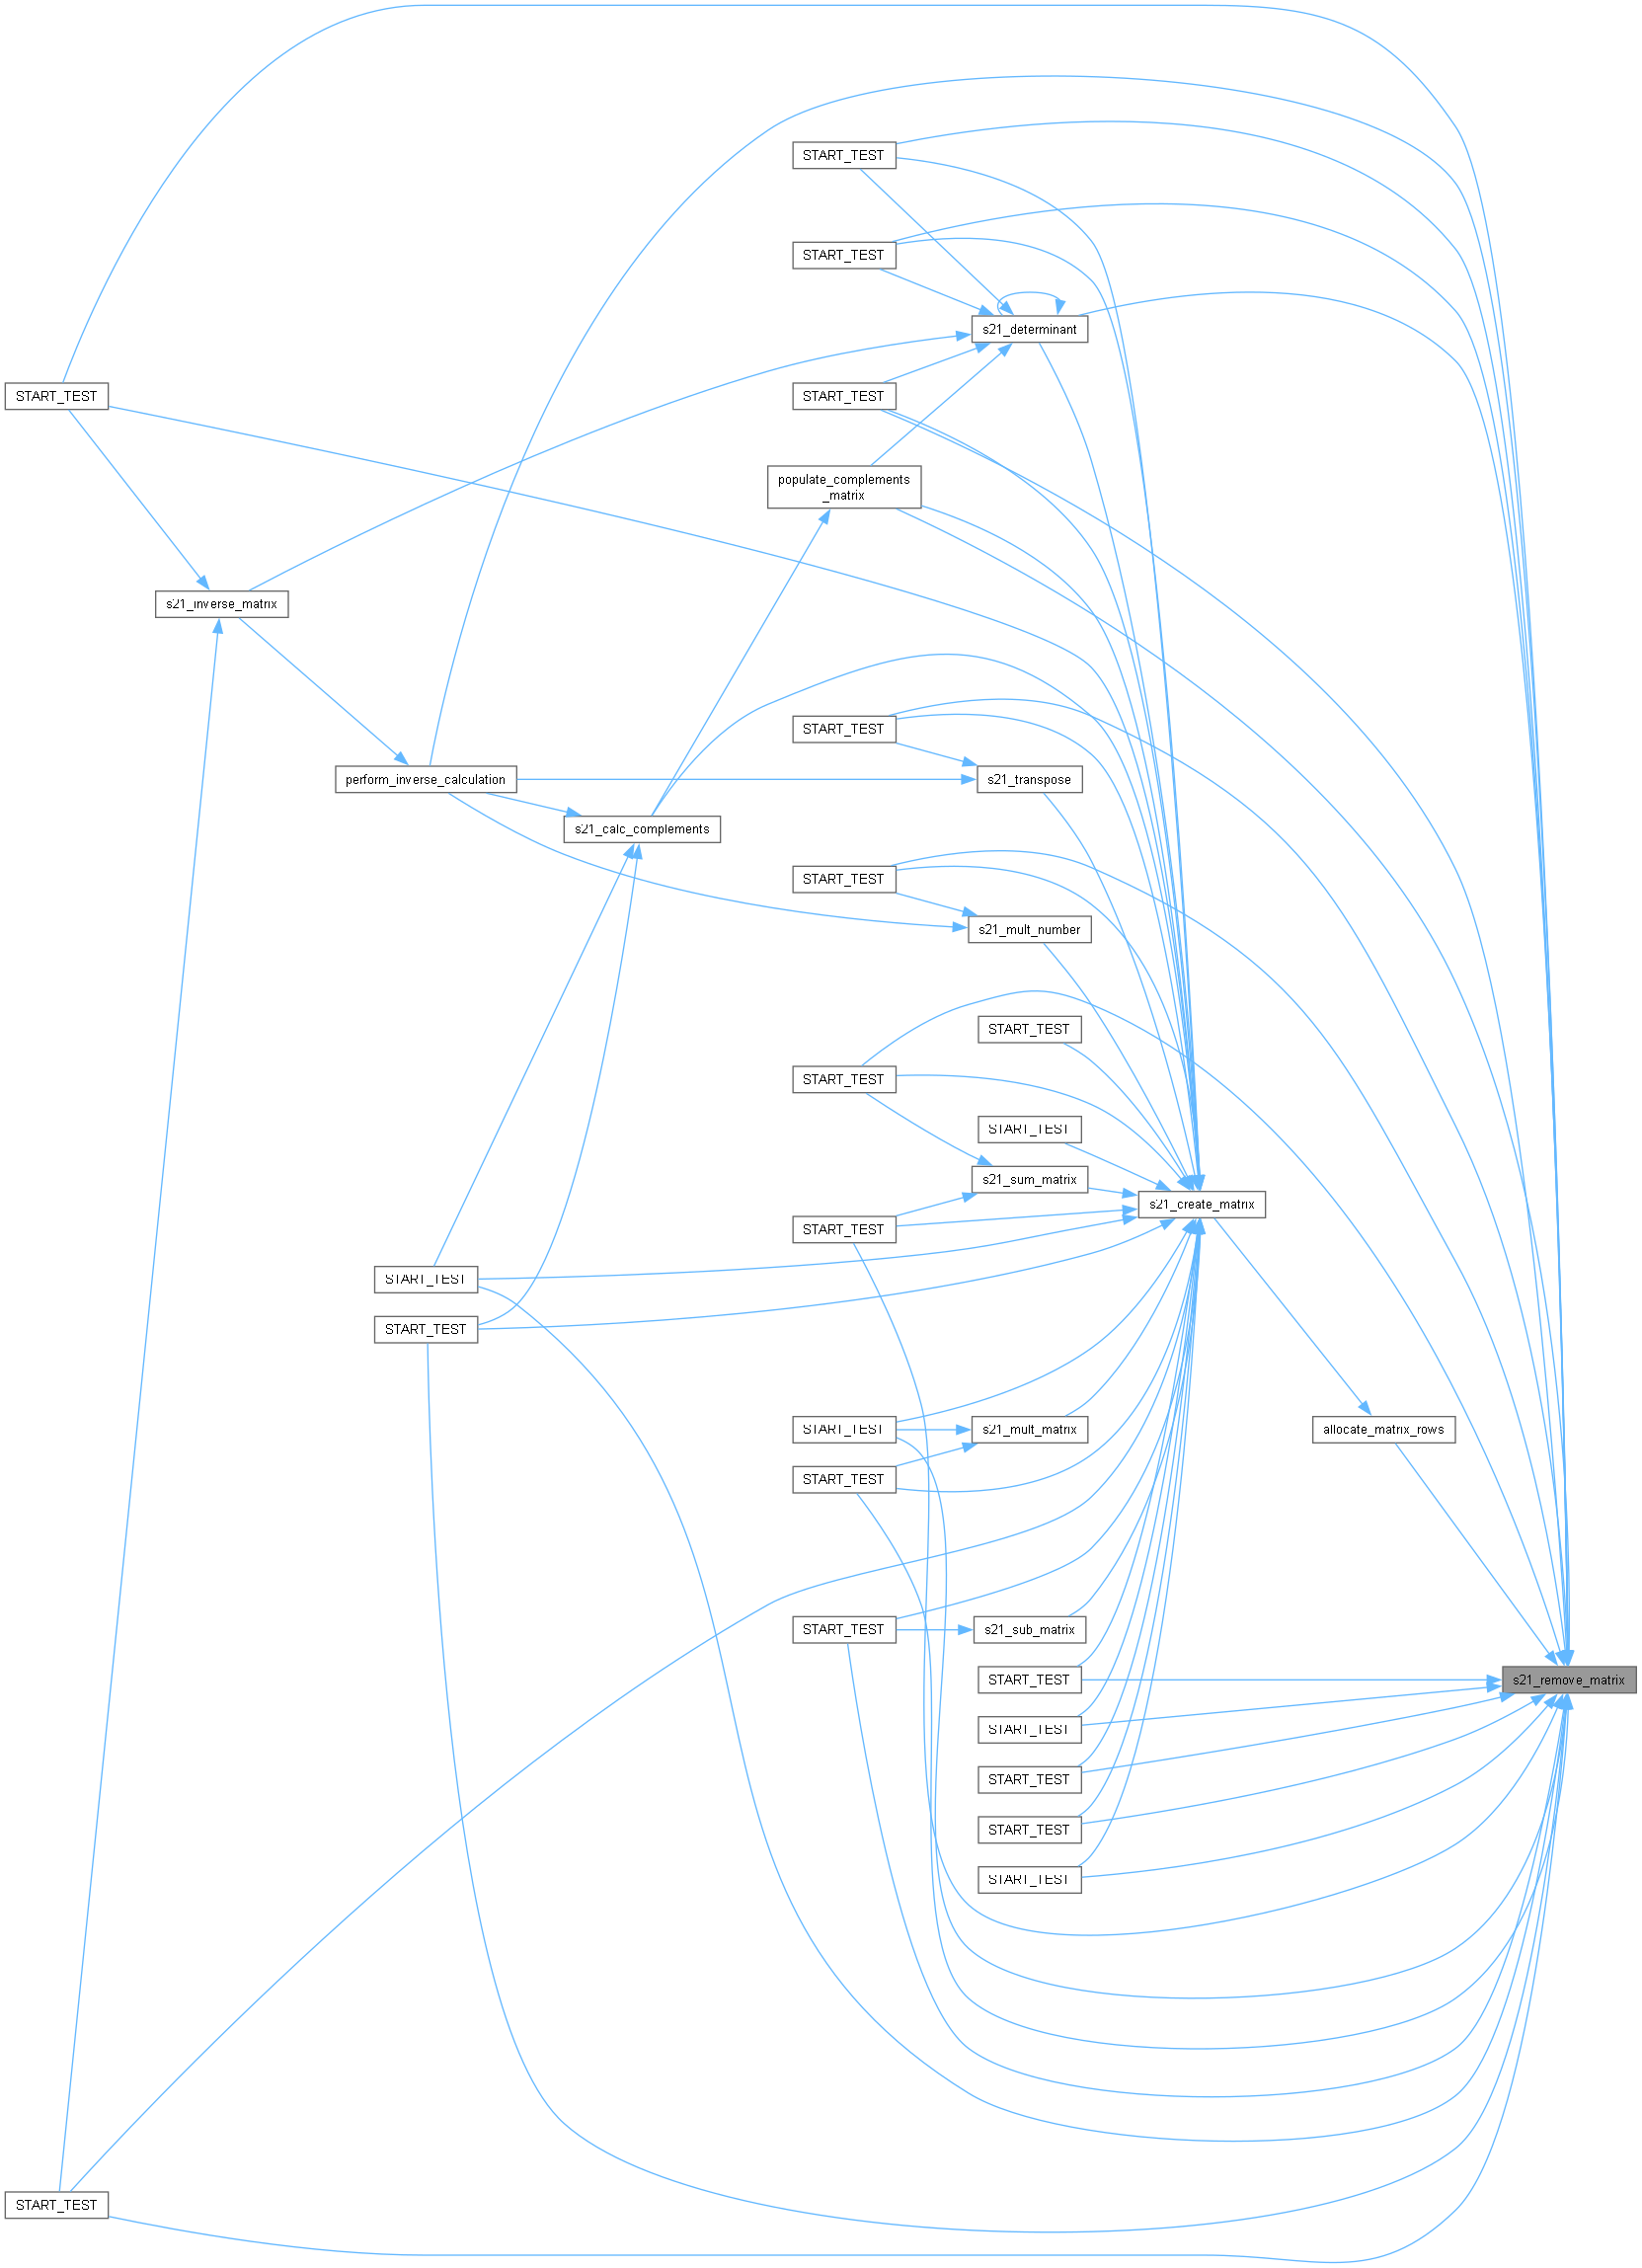 START_TEST
START_TEST
s21_determinant
START_TEST
START_TEST
populate_complements
_matrix
s21_inverse_matrix
START_TEST
perform_inverse_calculation
s21_transpose
s21_calc_complements
START_TEST
s21_mult_number
START_TEST
START_TEST
START_TEST
s21_sum_matrix
s21_create_matrix
START_TEST
START_TEST
START_TEST
START_TEST
s21_mult_matrix
allocate_matrix_rows
START_TEST
START_TEST
s21_sub_matrix
START_TEST
s21_remove_matrix
START_TEST
START_TEST
START_TEST
START_TEST
START_TEST